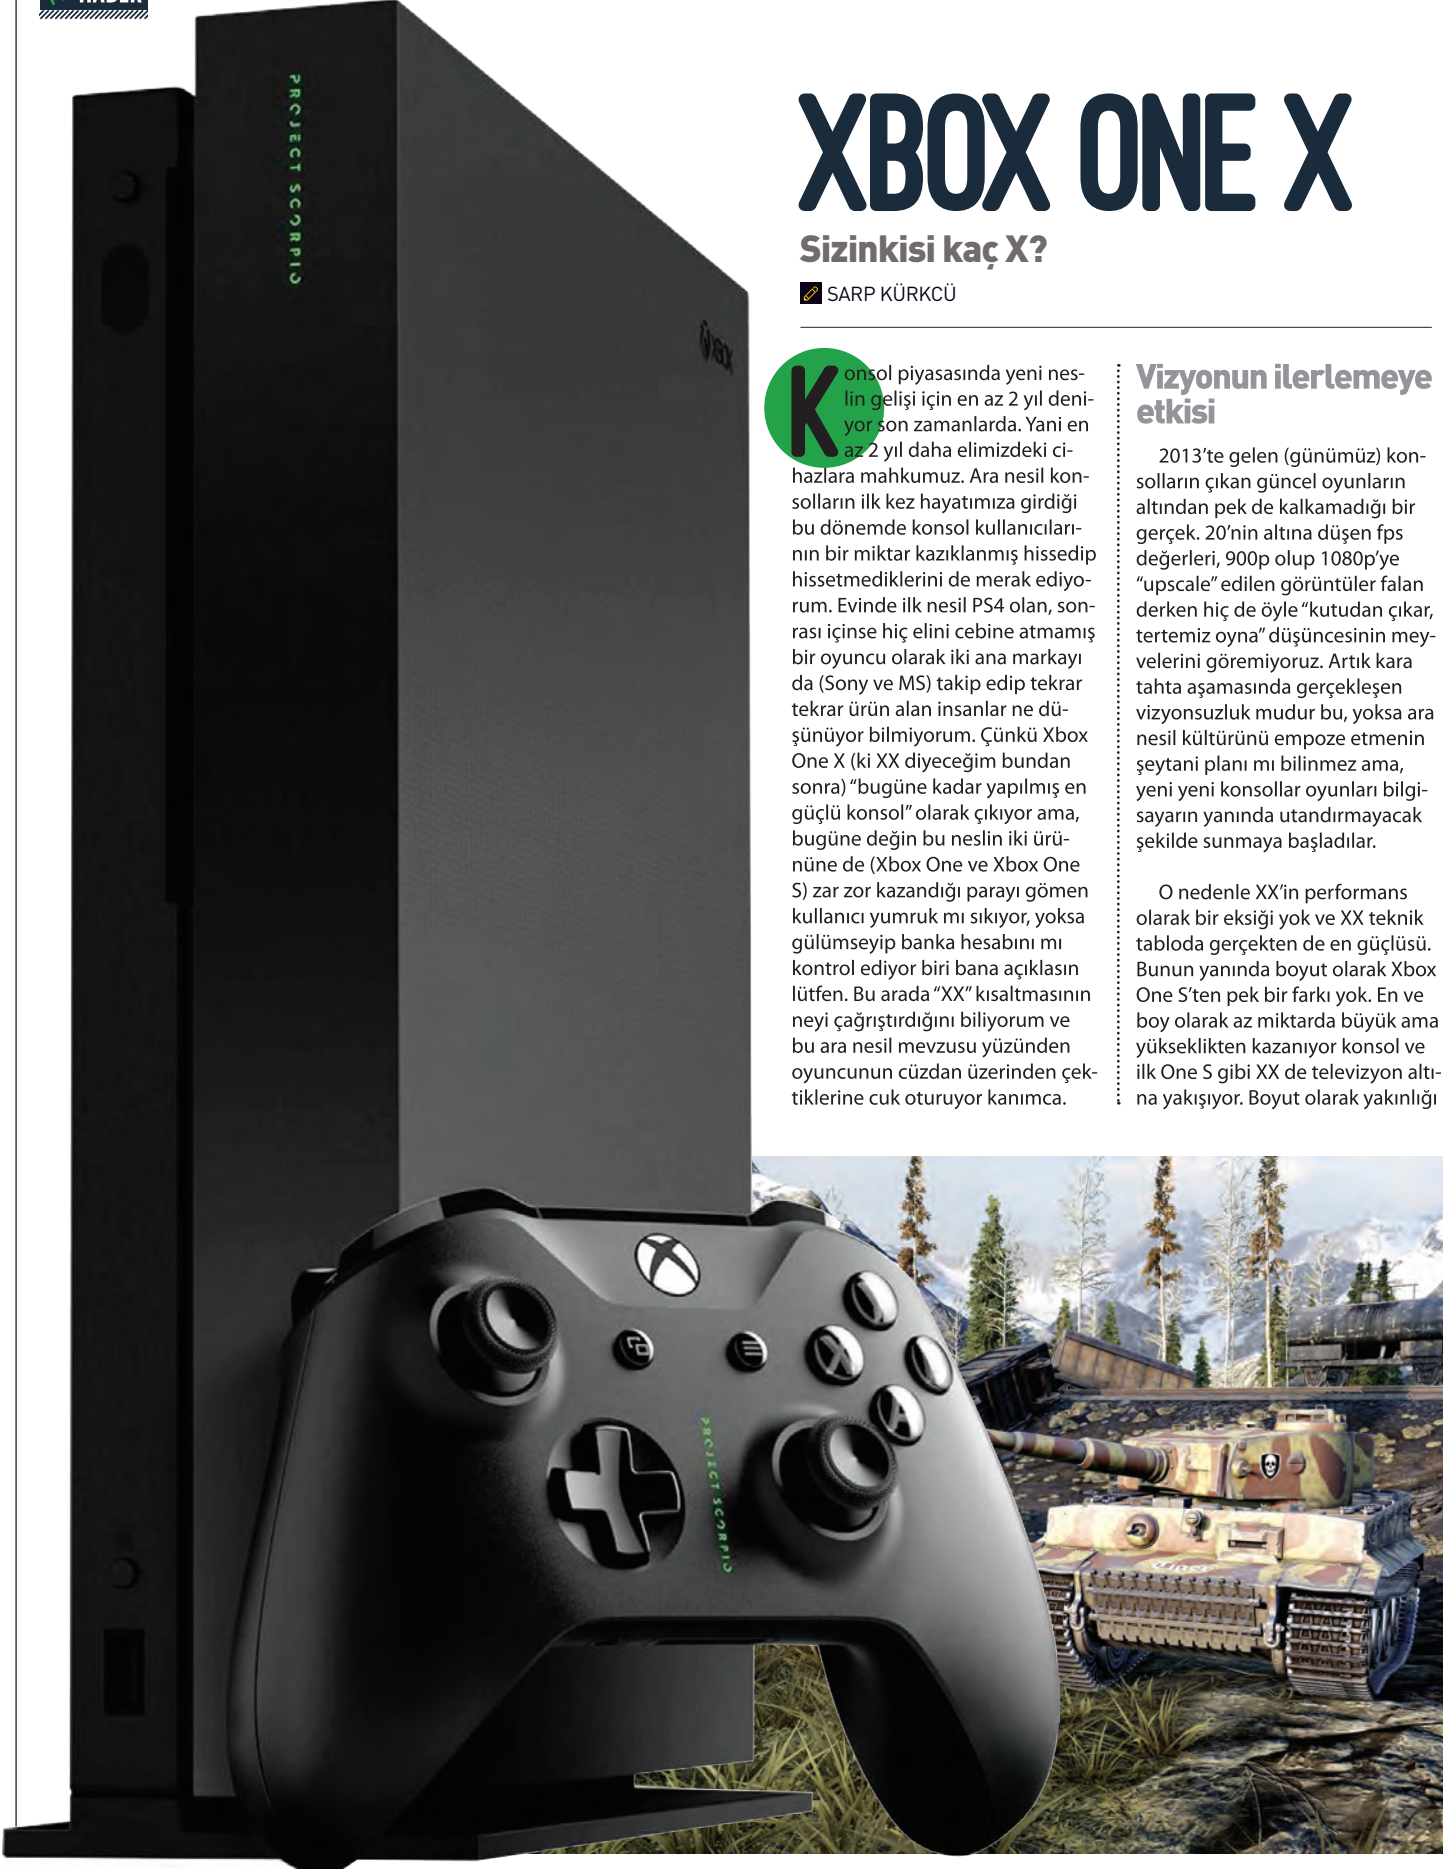 HABER
PROJECT SCORPIO
XBOX
XBOX ONE X
Sizinkisi kaç X?
SARP KÜRKCÜ
Konsol piyasasında yeni nes-
lin gelişi için en az 2 yıl deni-
yor son zamanlarda. Yani en
az 2 yıl daha elimizdeki ci-
hazlara mahkumuz. Ara nesil kon-
solların ilk kez hayatımıza girdiği
bu dönemde konsol kullanıcıları-
nın bir miktar kazıklanmış hissedip
hissetmediklerini de merak ediyo-
rum. Evinde ilk nesil PS4 olan, son-
rası içinse hiç elini cebine atmamış
bir oyuncu olarak iki ana markayı
da (Sony ve MS) takip edip tekrar
tekrar ürün alan insanlar ne dü-
şünüyor bilmiyorum. Çünkü Xbox
One X (ki XX diyeceğim bundan
sonra) “bugüne kadar yapılmış en
güçlü konsol” olarak çıkıyor ama,
bugüne değin bu neslin iki ürü-
nüne de (Xbox One ve Xbox One
S) zar zor kazandığı parayı gömen
kullanıcı yumruk mı sıkıyor, yoksa
gülümseyip banka hesabını mı
kontrol ediyor biri bana açıklasın
lütfen. Bu arada “XX” kısaltmasının
neyi çağrıştırdığını biliyorum ve
bu ara nesil mevzusu yüzünden
oyuncunun cüzdan üzerinden çek-
tiklerine cuk oturuyor kanımca.
Vizyonun ilerlemeye
etkisi
2013’te gelen (günümüz) kon-
solların çıkan güncel oyunların
altından pek de kalkamadığı bir
gerçek. 20’nin altına düşen fps
değerleri, 900p olup 1080p’ye
“upscale” edilen görüntüler falan
derken hiç de öyle “kutudan çıkar,
tertemiz oyna” düşüncesinin mey-
velerini göremiyoruz. Artık kara
tahta aşamasında gerçekleşen
vizyonsuzluk mudur bu, yoksa ara
nesil kültürünü empoze etmenin
şeytani planı mı bilinmez ama,
yeni yeni konsollar oyunları bilgi-
sayarın yanında utandırmayacak
şekilde sunmaya başladılar.
O nedenle XX’in performans
olarak bir eksiği yok ve XX teknik
tabloda gerçekten de en güçlüsü.
Bunun yanında boyut olarak Xbox
One S’ten pek bir farkı yok. En ve
boy olarak az miktarda büyük ama
yükseklikten kazanıyor konsol ve
ilk One S gibi XX de televizyon altı-
na yakışıyor. Boyut olarak yakınlığı
X
A
PROJECT SCORPIO
Tiger